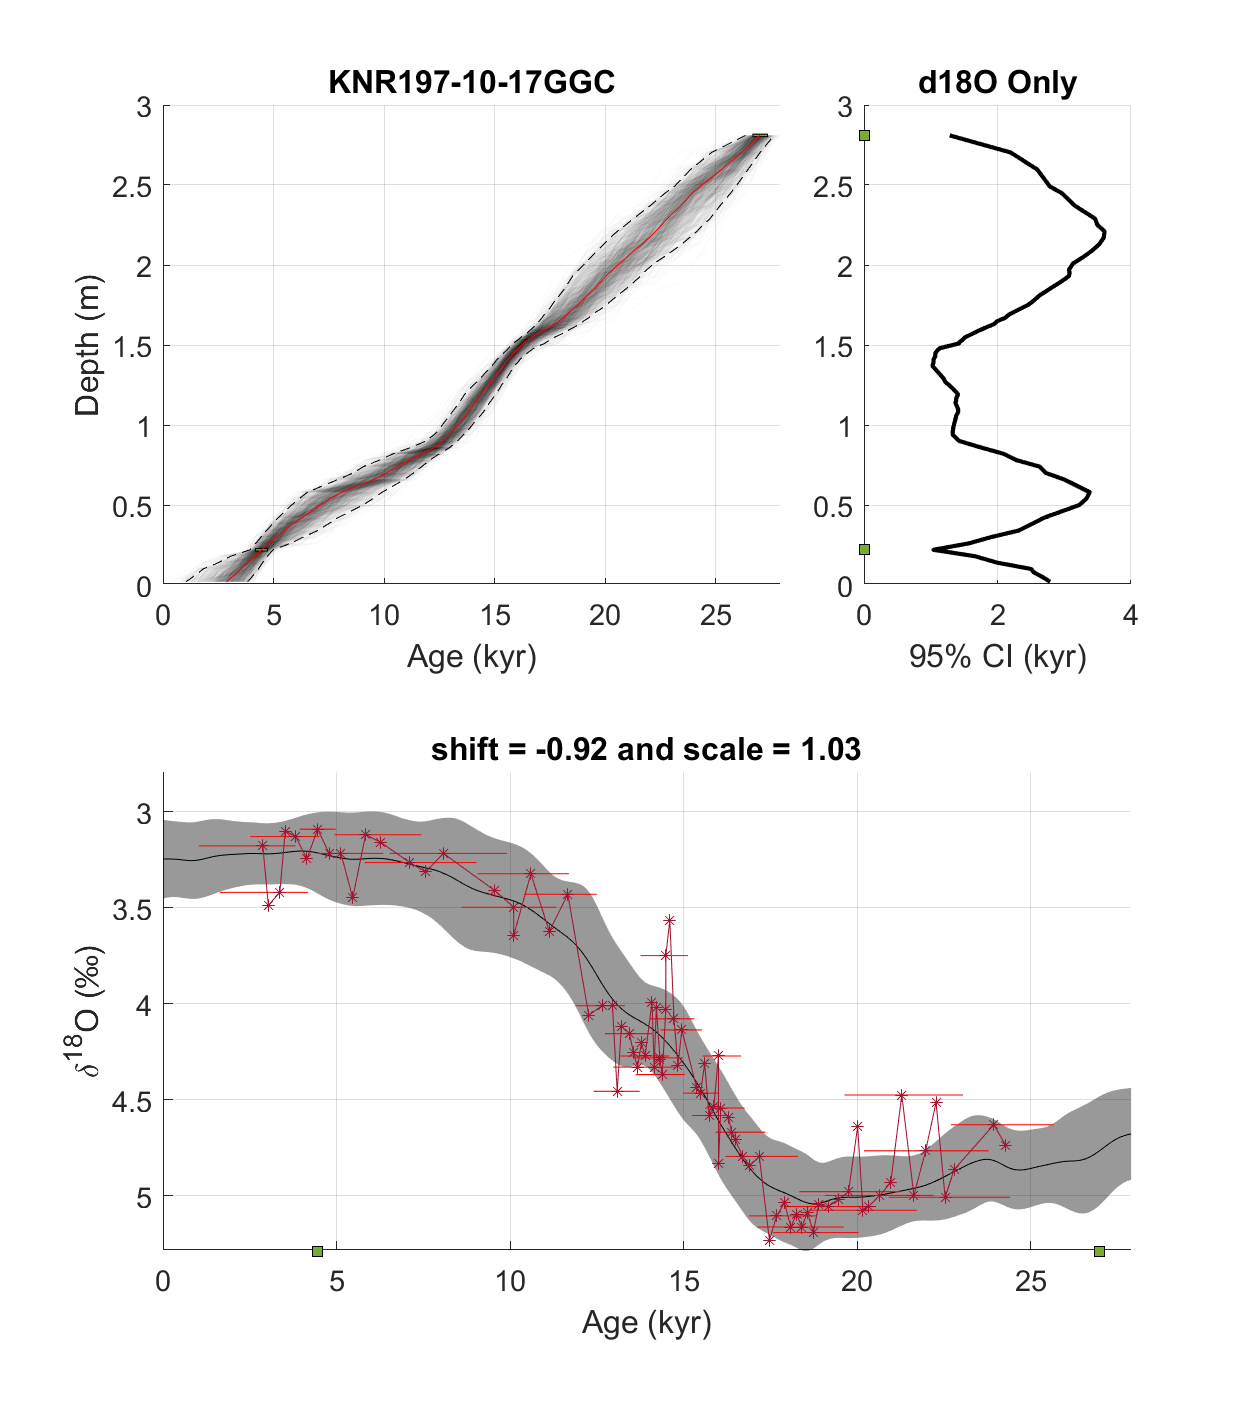 KNR197-10-17GGC
d18O Only
3
2.5
2
1.5
1
0.5
0
Depth (m)
0 5 10 15 20 25
Age (kyr)
3
2.5
2
1.5
1
0.5
0
0 2 4
95% CI (kyr)
shift = -0.92 and scale = 1.03
3
3.5
4
4.5
5
δ¹⁸O (‰)
0 5 10 15 20 25
Age (kyr)